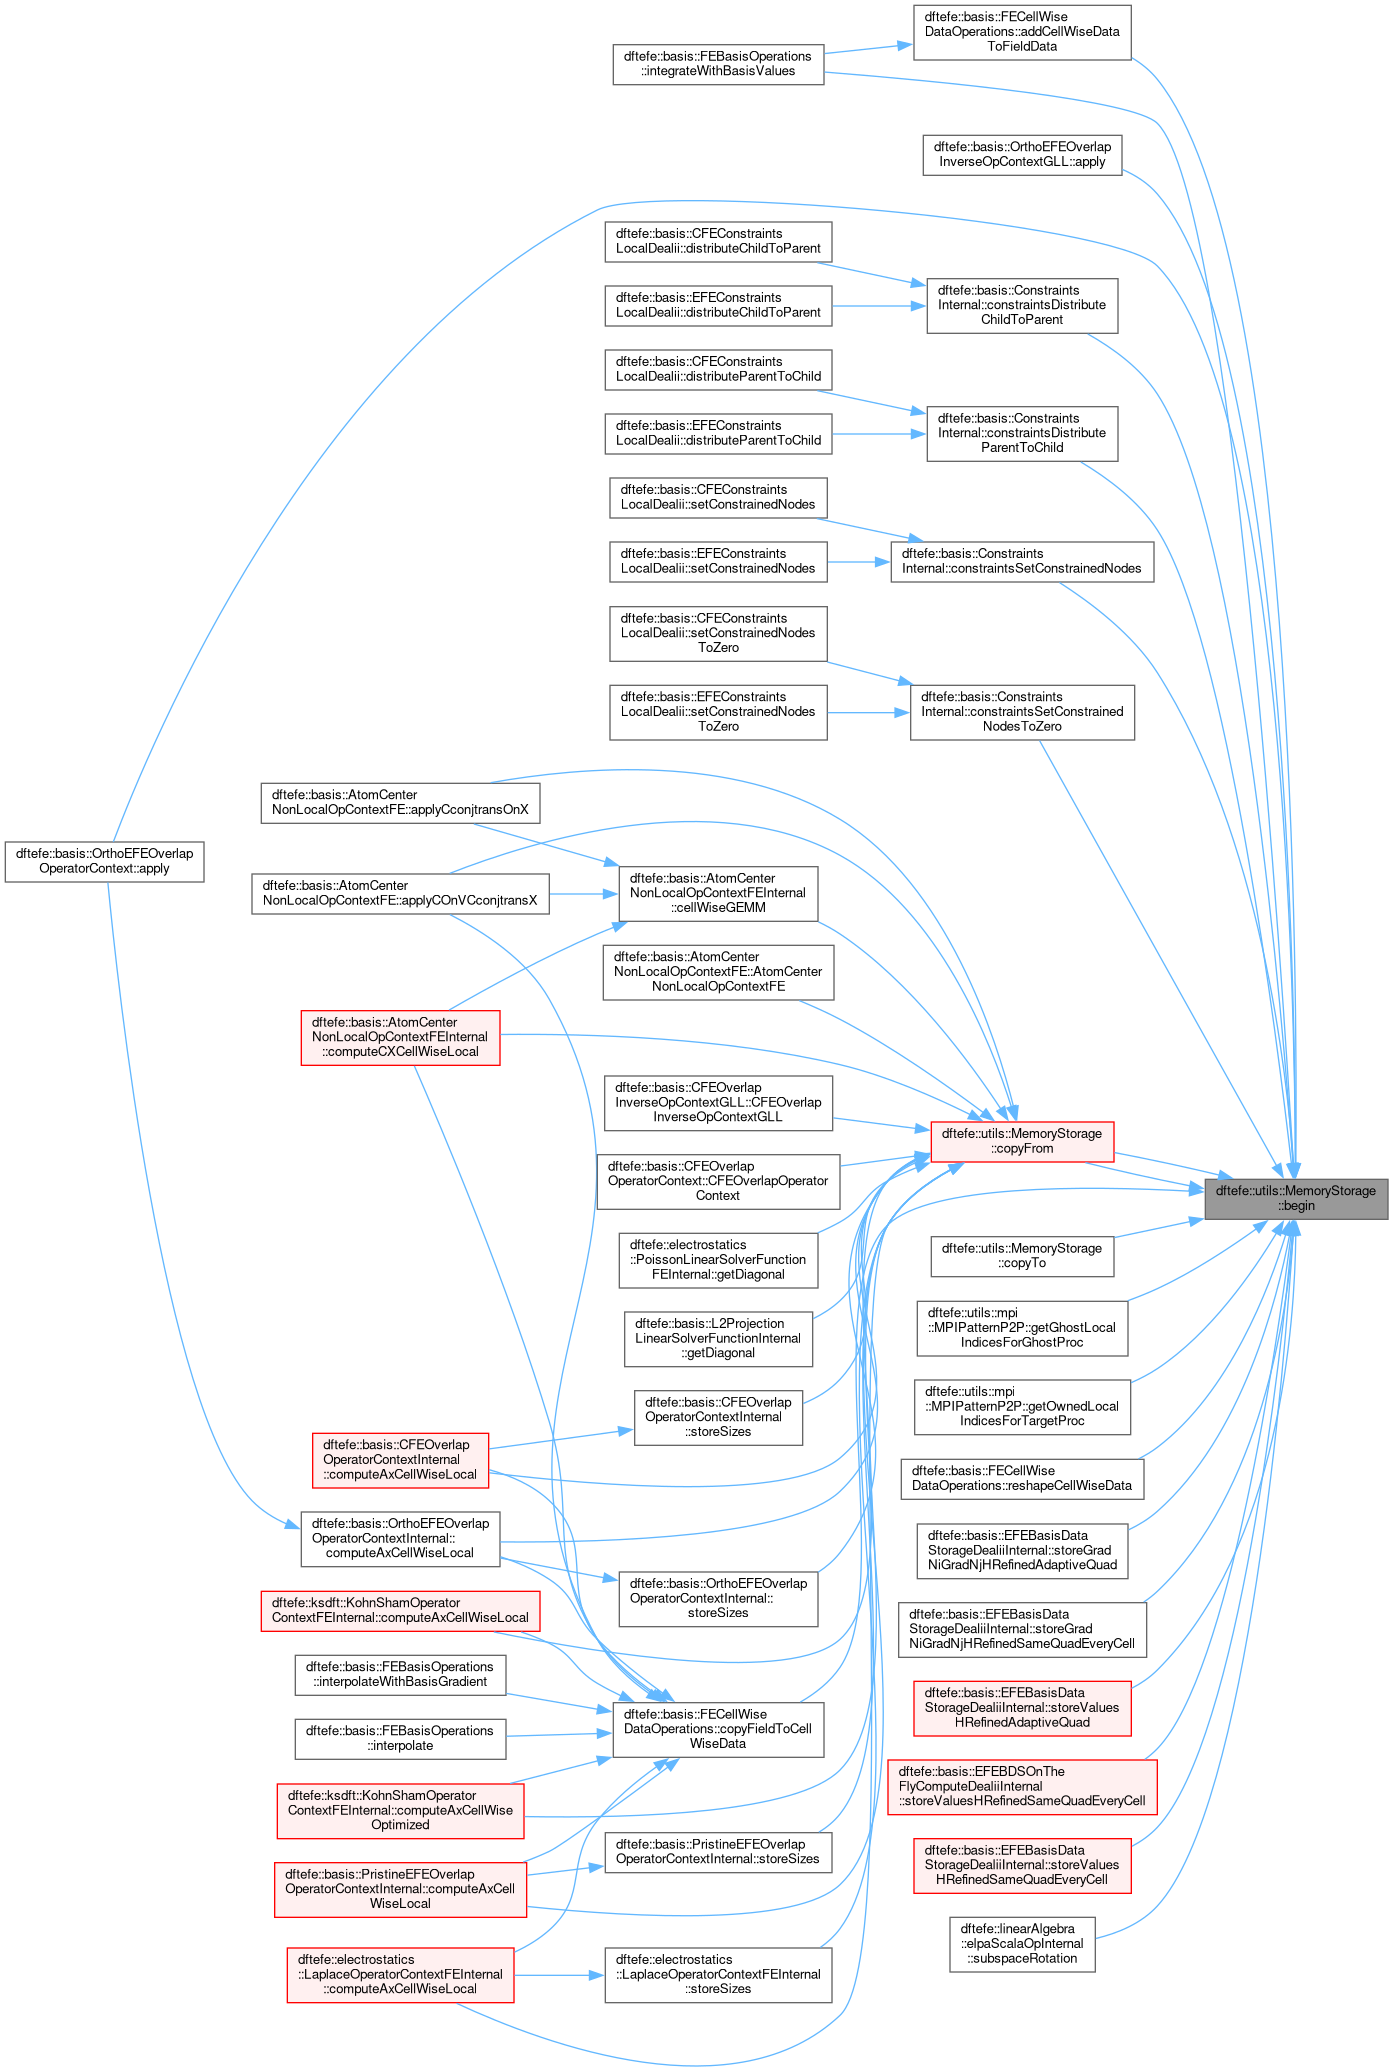 dftefe::basis::FECellWise
DataOperations::addCellWiseData
ToFieldData
dftefe::basis::FEBasisOperations
::integrateWithBasisValues
dftefe::basis::OrthoEFEOverlap
InverseOpContextGLL::apply
dftefe::basis::CFEConstraints
LocalDealii::distributeChildToParent
dftefe::basis::EFEConstraints
LocalDealii::distributeChildToParent
dftefe::basis::Constraints
Internal::constraintsDistribute
ChildToParent
dftefe::basis::CFEConstraints
LocalDealii::distributeParentToChild
dftefe::basis::EFEConstraints
LocalDealii::distributeParentToChild
dftefe::basis::Constraints
Internal::constraintsDistribute
ParentToChild
dftefe::basis::CFEConstraints
LocalDealii::setConstrainedNodes
dftefe::basis::EFEConstraints
LocalDealii::setConstrainedNodes
dftefe::basis::Constraints
Internal::constraintsSetConstrainedNodes
dftefe::basis::CFEConstraints
LocalDealii::setConstrainedNodes
ToZero
dftefe::basis::EFEConstraints
LocalDealii::setConstrainedNodes
ToZero
dftefe::basis::Constraints
Internal::constraintsSetConstrained
NodesToZero
dftefe::basis::AtomCenter
NonLocalOpContextFE::applyCconjtransOnX
dftefe::basis::OrthoEFEOverlap
OperatorContext::apply
dftefe::basis::AtomCenter
NonLocalOpContextFE::applyCOnVCconjtransX
dftefe::basis::AtomCenter
NonLocalOpContextFEInternal
::cellWiseGEMM
dftefe::basis::AtomCenter
NonLocalOpContextFE::AtomCenter
NonLocalOpContextFE
dftefe::basis::AtomCenter
NonLocalOpContextFEInternal
::computeCXCellWiseLocal
dftefe::basis::CFEOverlap
InverseOpContextGLL::CFEOverlap
InverseOpContextGLL
dftefe::utils::MemoryStorage
::copyFrom
dftefe::basis::CFEOverlap
OperatorContext::CFEOverlapOperator
Context
dftefe::utils::MemoryStorage
::begin
dftefe::electrostatics
::PoissonLinearSolverFunction
FEInternal::getDiagonal
dftefe::utils::MemoryStorage
::copyTo
dftefe::utils::mpi
::MPIPatternP2P::getGhostLocal
IndicesForGhostProc
dftefe::basis::L2Projection
LinearSolverFunctionInternal
::getDiagonal
dftefe::utils::mpi
::MPIPatternP2P::getOwnedLocal
IndicesForTargetProc
dftefe::basis::CFEOverlap
OperatorContextInternal
::storeSizes
dftefe::basis::CFEOverlap
OperatorContextInternal
::computeAxCellWiseLocal
dftefe::basis::FECellWise
DataOperations::reshapeCellWiseData
dftefe::basis::OrthoEFEOverlap
OperatorContextInternal::
computeAxCellWiseLocal
dftefe::basis::EFEBasisData
StorageDealiiInternal::storeGrad
NiGradNjHRefinedAdaptiveQuad
dftefe::basis::OrthoEFEOverlap
OperatorContextInternal::
storeSizes
dftefe::ksdft::KohnShamOperator
ContextFEInternal::computeAxCellWiseLocal
dftefe::basis::EFEBasisData
StorageDealiiInternal::storeGrad
NiGradNjHRefinedSameQuadEveryCell
dftefe::basis::FEBasisOperations
::interpolateWithBasisGradient
dftefe::basis::FECellWise
DataOperations::copyFieldToCell
WiseData
dftefe::basis::EFEBasisData
StorageDealiiInternal::storeValues
HRefinedAdaptiveQuad
dftefe::basis::FEBasisOperations
::interpolate
dftefe::basis::EFEBDSOnThe
FlyComputeDealiiInternal
::storeValuesHRefinedSameQuadEveryCell
dftefe::ksdft::KohnShamOperator
ContextFEInternal::computeAxCellWise
Optimized
dftefe::basis::PristineEFEOverlap
OperatorContextInternal::storeSizes
dftefe::basis::EFEBasisData
StorageDealiiInternal::storeValues
HRefinedSameQuadEveryCell
dftefe::basis::PristineEFEOverlap
OperatorContextInternal::computeAxCell
WiseLocal
dftefe::linearAlgebra
::elpaScalaOpInternal
::subspaceRotation
dftefe::electrostatics
::LaplaceOperatorContextFEInternal
::computeAxCellWiseLocal
dftefe::electrostatics
::LaplaceOperatorContextFEInternal
::storeSizes